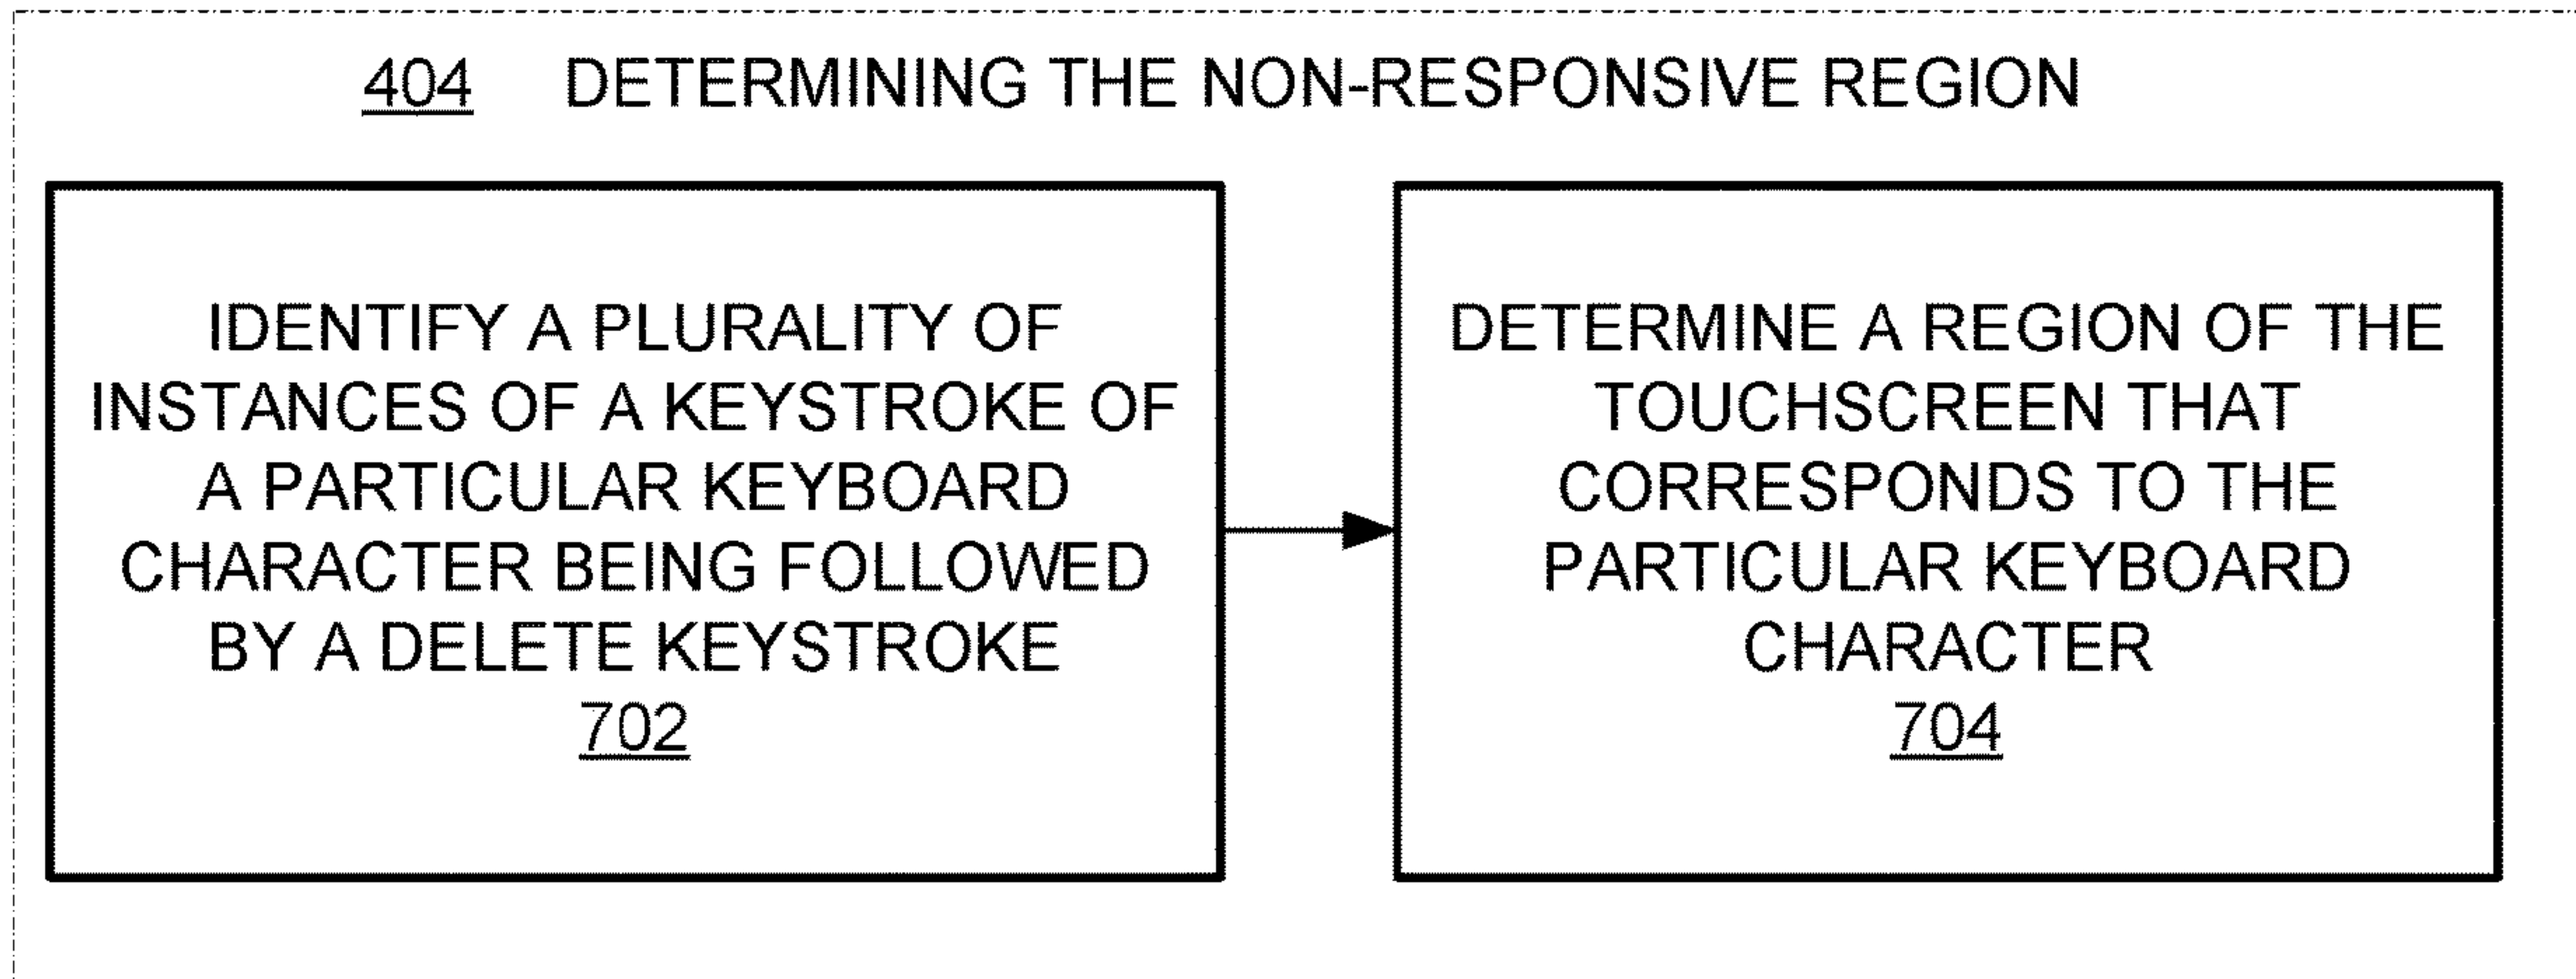 404 DETERMINING THE NON-RESPONSIVE REGION
IDENTIFY A PLURALITY OF
INSTANCES OF A KEYSTROKE OF
A PARTICULAR KEYBOARD
CHARACTER BEING FOLLOWED
BY A DELETE KEYSTROKE
702
DETERMINE A REGION OF THE
TOUCHSCREEN THAT
CORRESPONDS TO THE
PARTICULAR KEYBOARD
CHARACTER
704